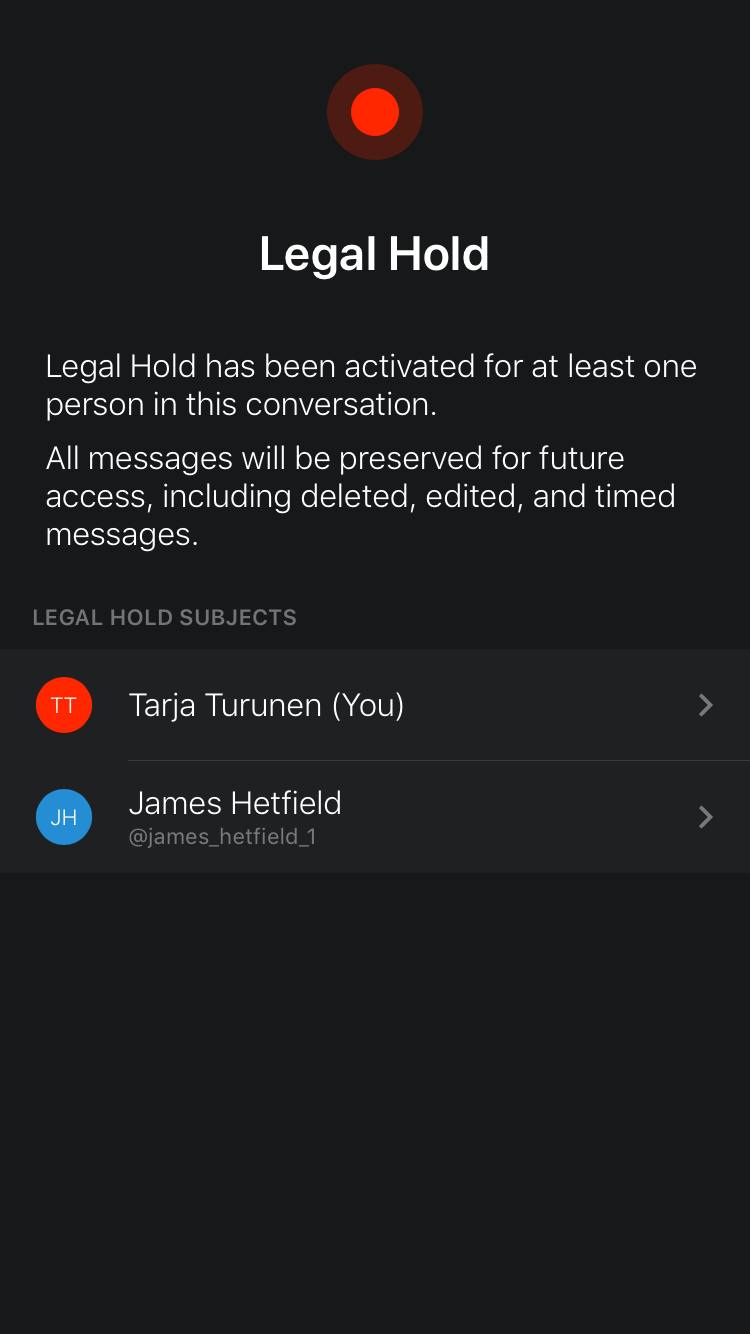 Legal Hold
Legal Hold has been activated for at least one
person in this conversation.
All messages will be preserved for future
access, including deleted, edited, and timed
messages.
LEGAL HOLD SUBJECTS
TT
Tarja Turunen (You)
James Hetfield
JH
@james_hetfield_1